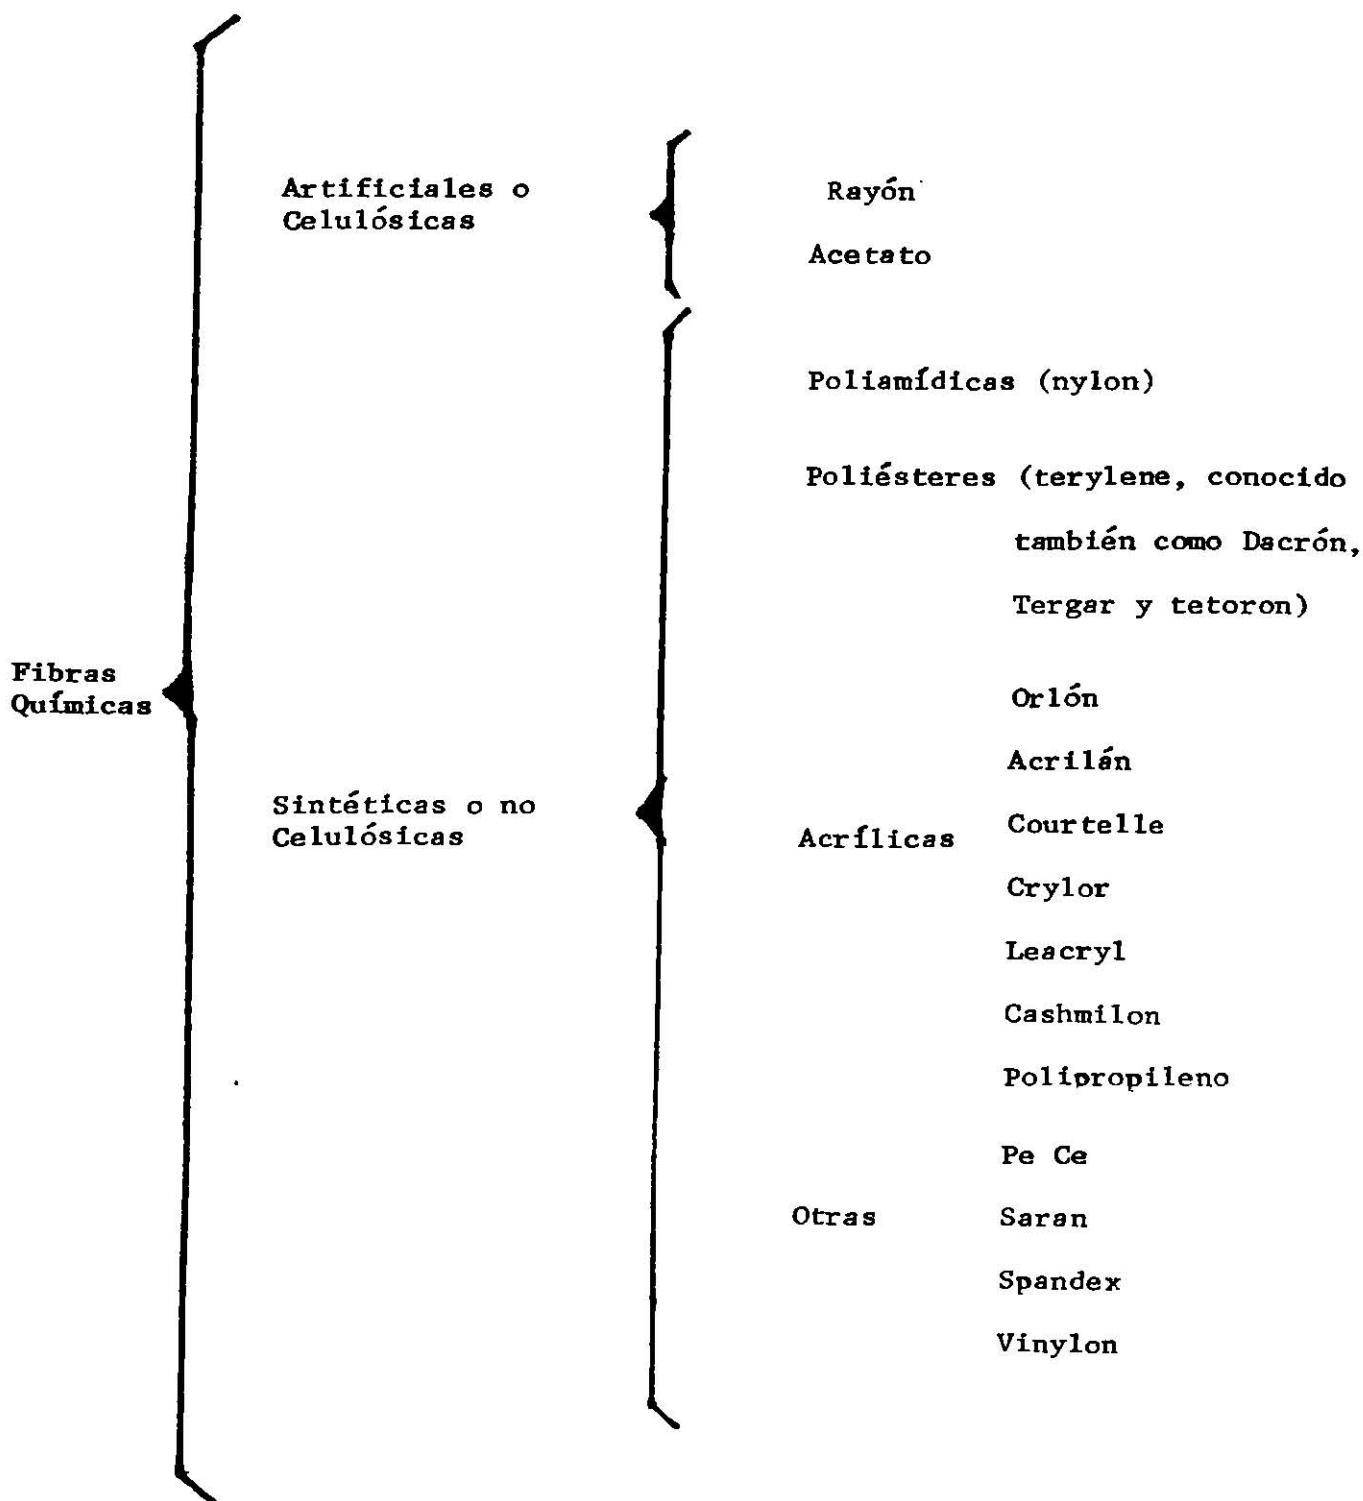 Fibras
Químicas
Artificiales o
Celulósicas
Rayón
Acetato
Sintéticas o no
Celulósicas
Poliamídicas (nylon)
Poliésteres (terylene, conocido
también como Dacrón,
Tergar y tetoron)
Acrílicas
Orlón
Acrilán
Courtelle
Crylor
Leacryl
Cashmilon
Polipropileno
Otras
Pe Ce
Saran
Spandex
Vinylon